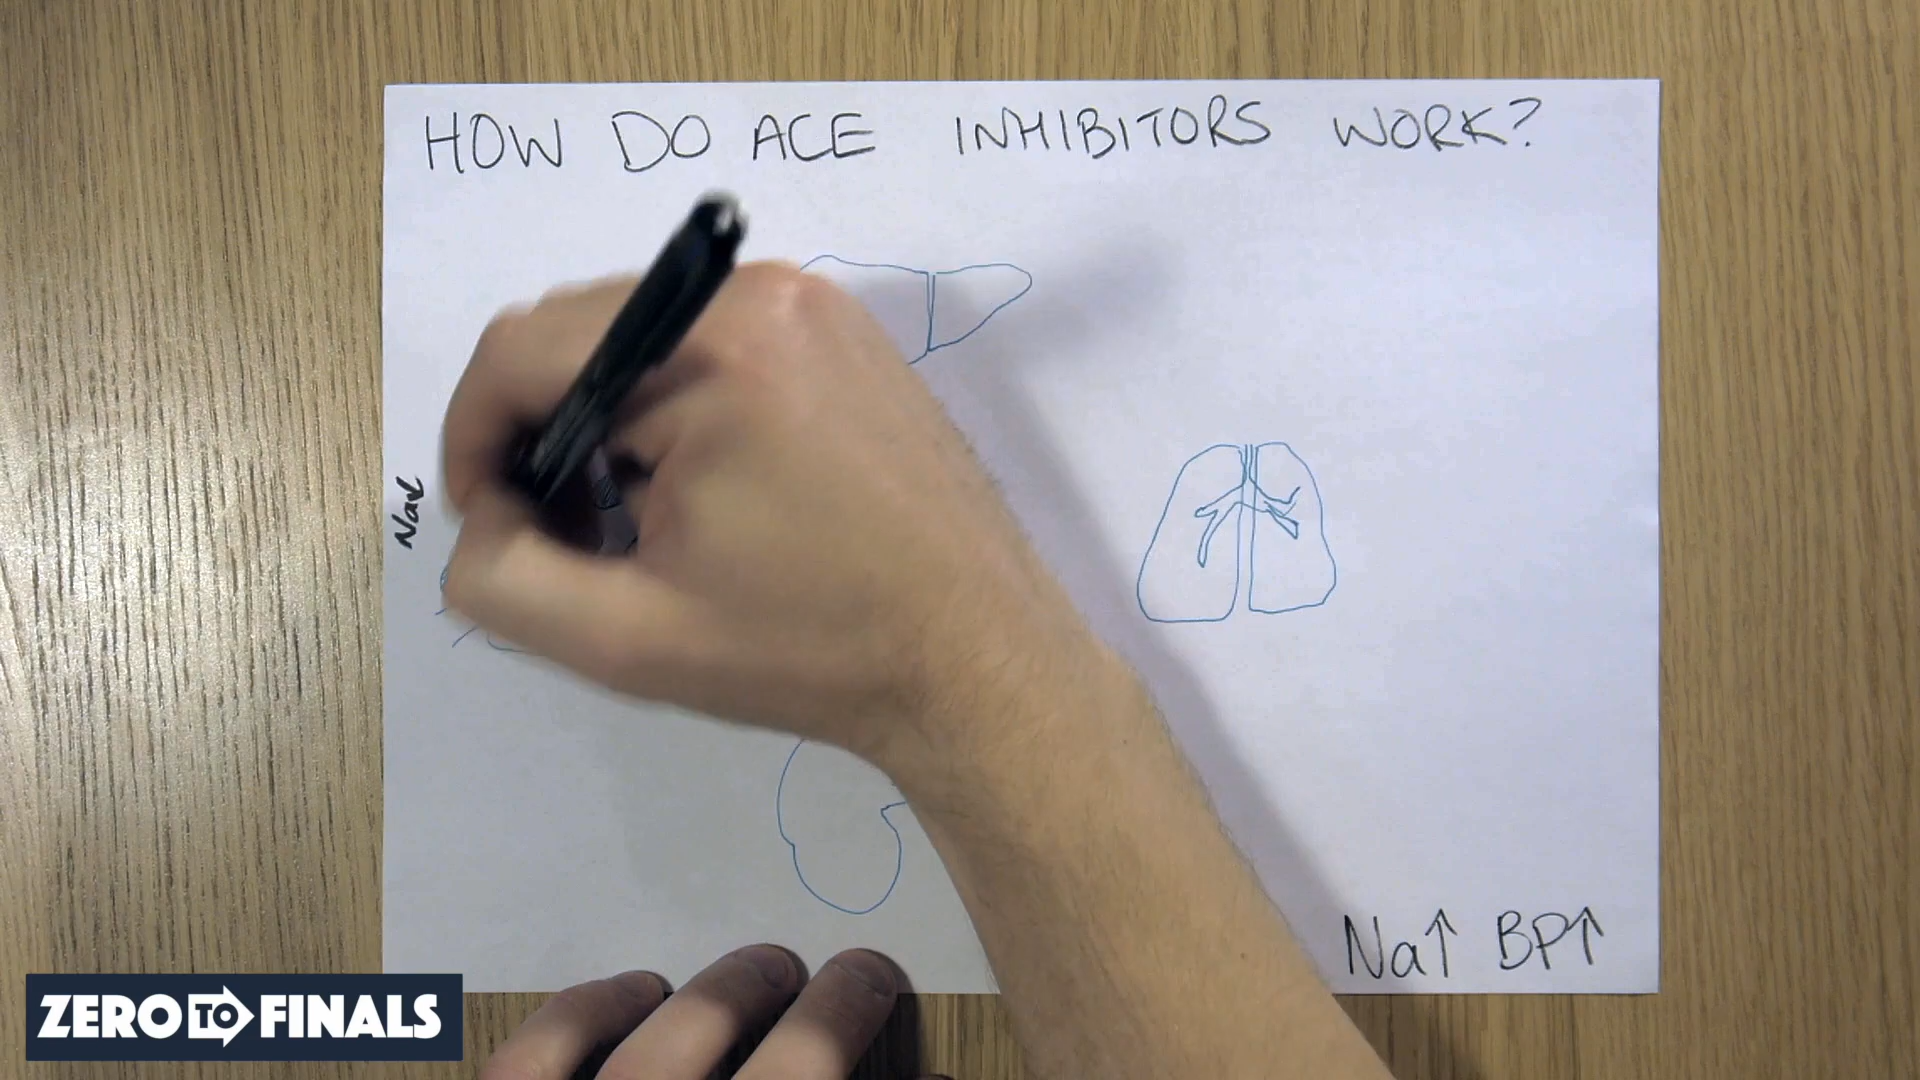 HOW DO ACE INHIBITORS WORK?
Na↓
Na↑ BP↑
ZERO TO FINALS